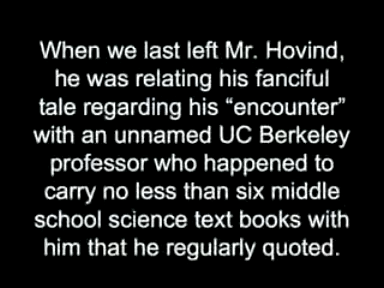 When we last left Mr. Hovind,
he was relating his fanciful
tale regarding his “encounter”
with an unnamed UC Berkeley
professor who happened to
carry no less than six middle
school science text books with
him that he regularly quoted.